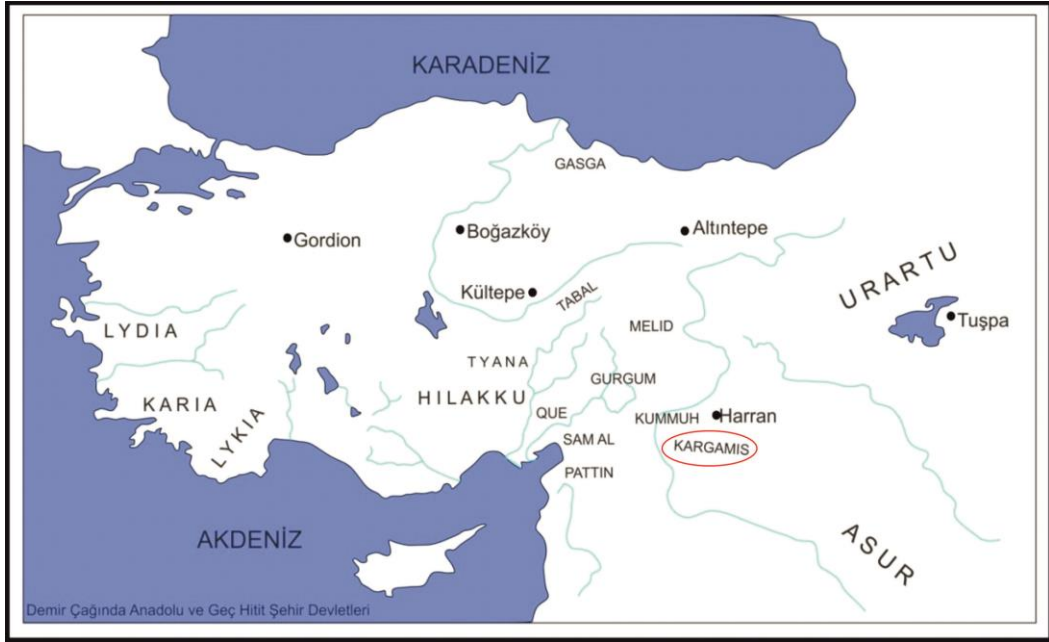 KARADENİZ
GASGA
Gordion
Boğazköy
Altıntepe
URARTU
Kültepe
TABAL
Tuşpa
LYDIA
MELID
TYANA
GURGUM
HILAKKU
KARIA
LYKIA
QUE
KUMMUH
Harran
SAM AL
KARGAMIS
PATTIN
AKDENİZ
ASUR
Demir Çağında Anadolu ve Geç Hitit Şehir Devletleri